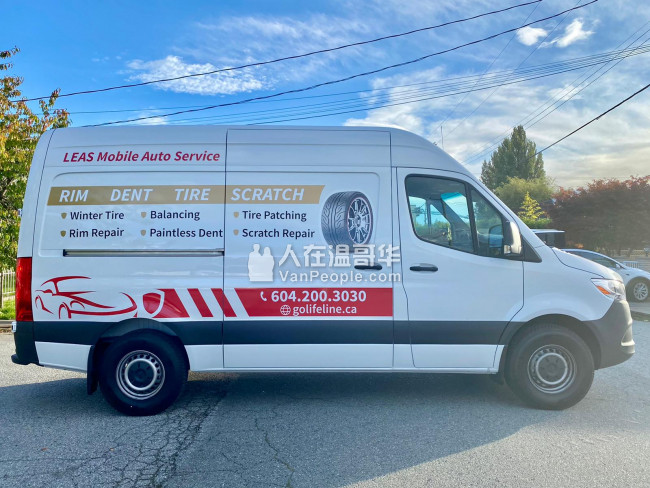 LEAS Mobile Auto Service
RIM DENT TIRE SCRATCH
Winter Tire Balancing Tire Patching
Rim Repair Paintless Dent Scratch Repair
人在温哥华
VanPeople.com
604.200.3030
golifeline.ca